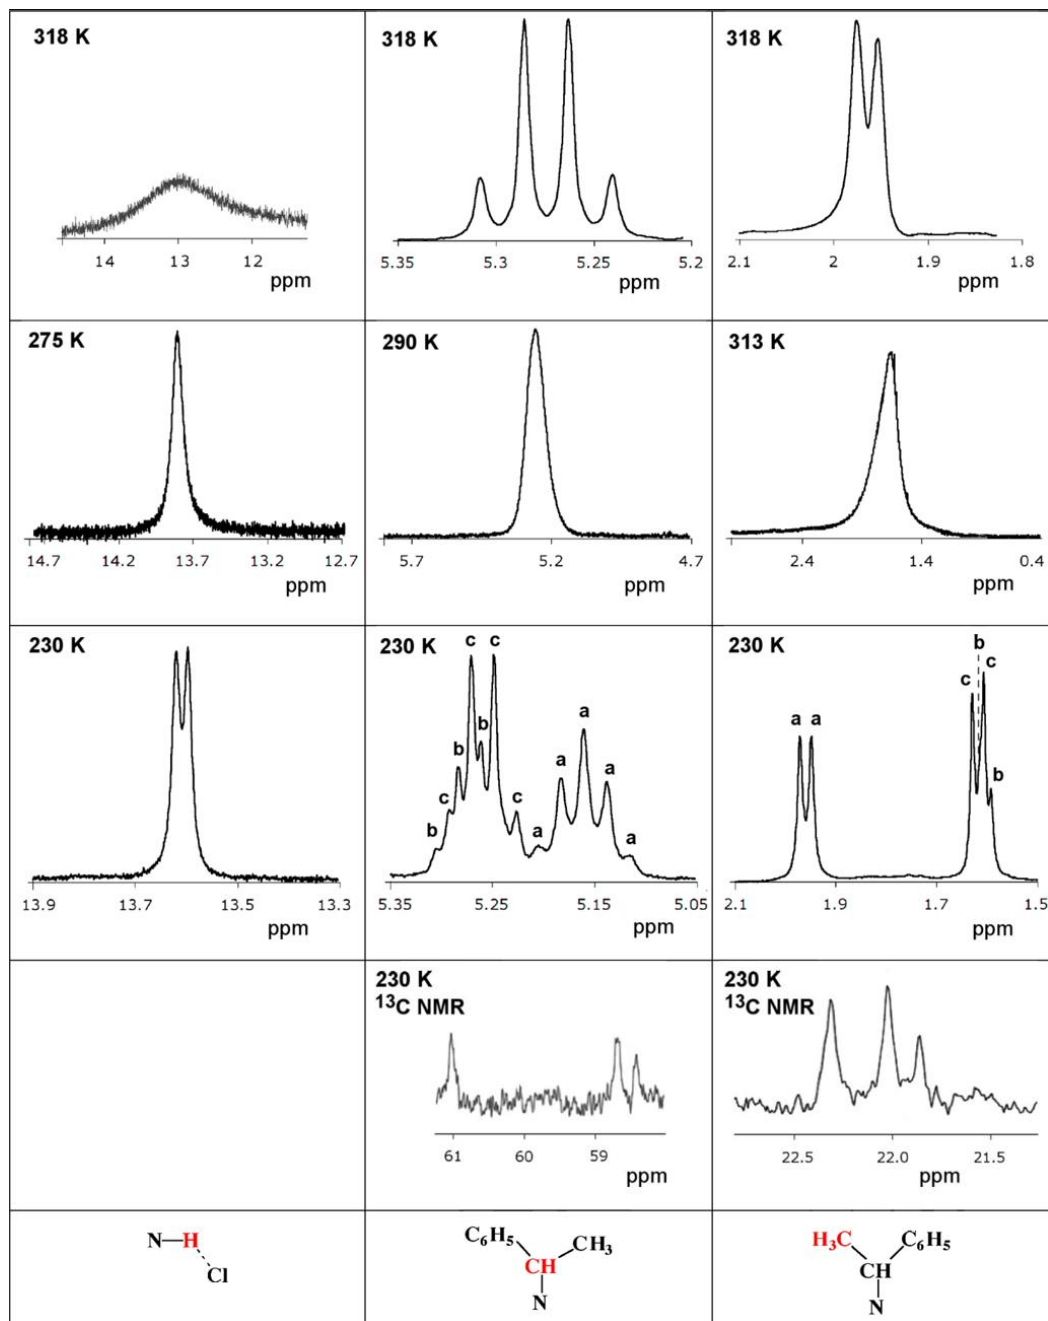 318 K
14 13 12
ppm
318 K
5.35 5.3 5.25 5.2
ppm
318 K
2.1 2 1.9 1.8
ppm
275 K
14.7 14.2 13.7 13.2 12.7
ppm
290 K
5.7 5.2 4.7
ppm
313 K
2.4 1.4 0.4
ppm
230 K
13.9 13.7 13.5 13.3
ppm
230 K
c c
b b
c
a
a a
b
c
a
a
5.35 5.25 5.15 5.05
ppm
230 K
b
c c
a a
b
2.1 1.9 1.7 1.5
ppm
230 K
13C NMR
61 60 59
ppm
230 K
13C NMR
22.5 22.0 21.5
ppm
N—H
Cl
C6H5 CH3
CH
N
H3C C6H5
CH
N